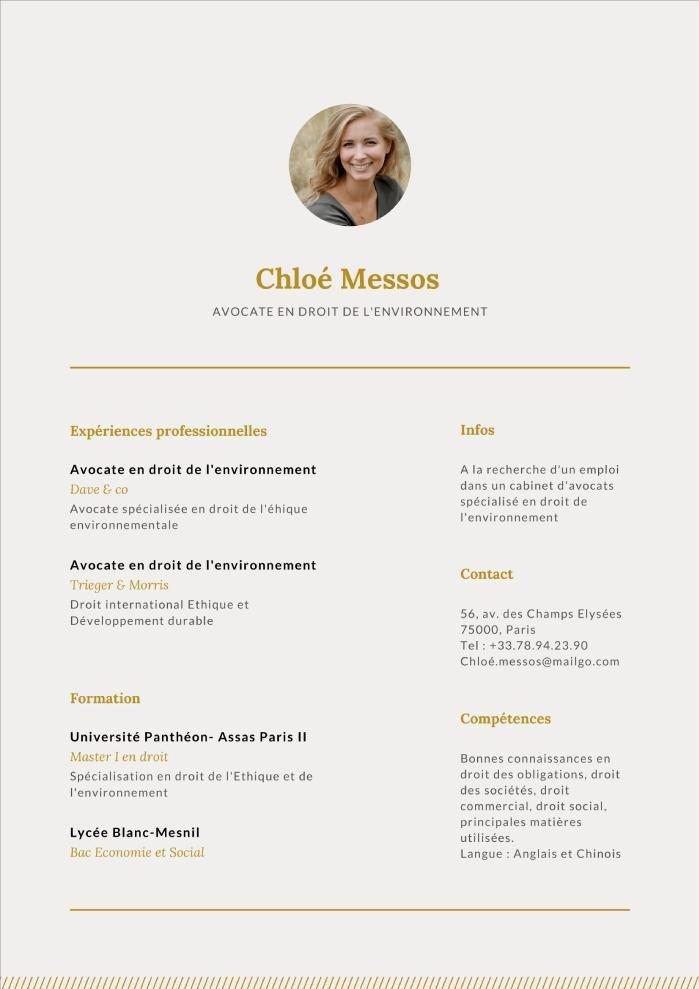 Chloé Messos
AVOCATE EN DROIT DE L'ENVIRONNEMENT
Expériences professionnelles
Avocate en droit de l'environnement
Dave & co
Avocate spécialisée en droit de l'éhique
environnementale
Avocate en droit de l'environnement
Trieger & Morris
Droit international Ethique et
Développement durable
Formation
Université Panthéon- Assas Paris II
Master I en droit
Spécialisation en droit de l'Ethique et de
l'environnement
Lycée Blanc-Mesnil
Bac Economie et Social
Infos
A la recherche d'un emploi
dans un cabinet d'avocats
spécialisé en droit de
l'environnement
Contact
56, av. des Champs Elysées
75000, Paris
Tel : +33.78.94.23.90
Chloé.messos@mailgo.com
Compétences
Bonnes connaissances en
droit des obligations, droit
des sociétés, droit
commercial, droit social,
principales matières
utilisées.
Langue : Anglais et Chinois